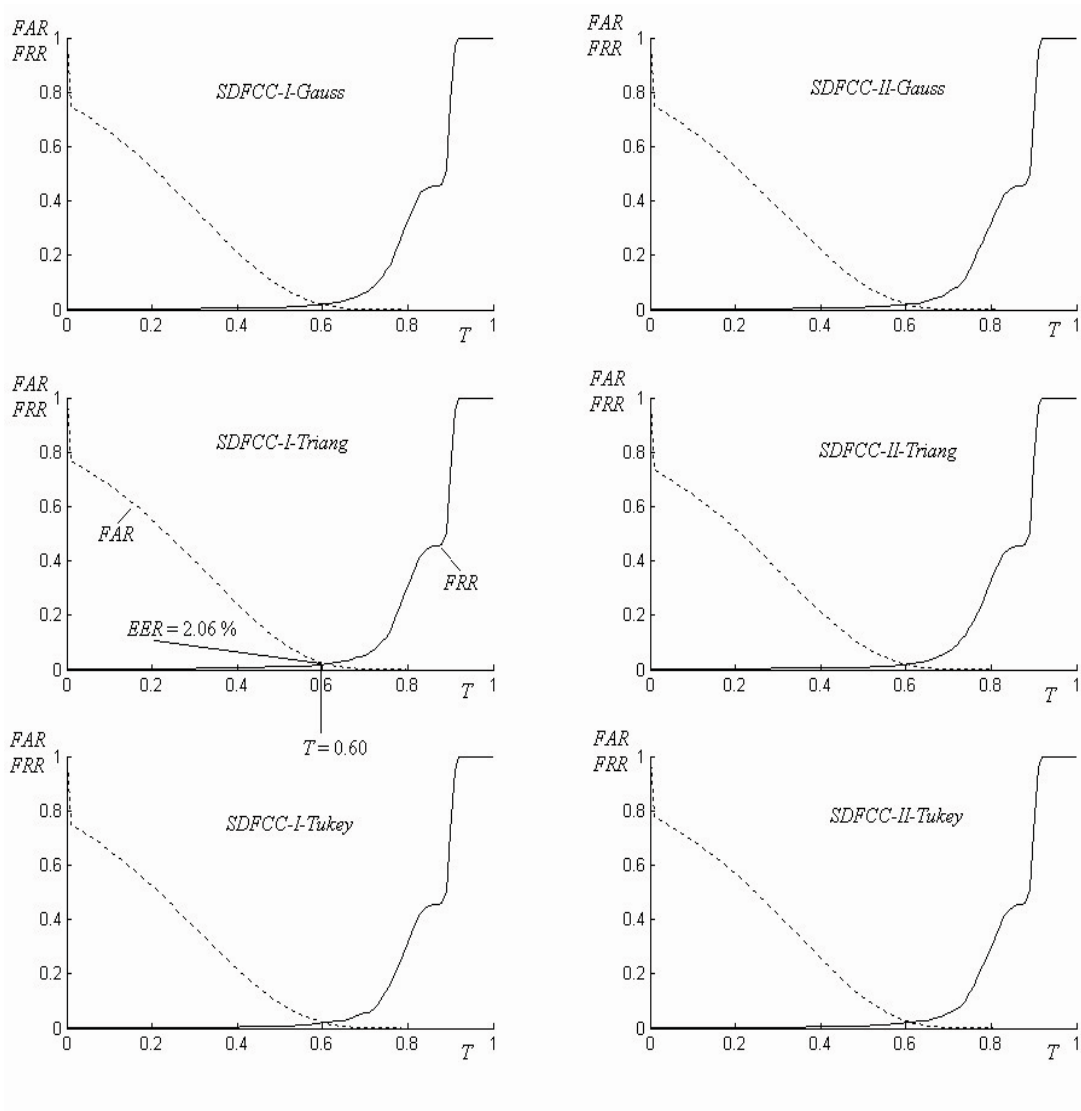 FAR
FRR
1
0.8
0.6
0.4
0.2
0
SDFCC-I-Gauss
0 0.2 0.4 0.6 0.8 1
T
FAR
FRR
1
0.8
0.6
0.4
0.2
0
SDFCC-II-Gauss
0 0.2 0.4 0.6 0.8 1
T
FAR
FRR
1
0.8
0.6
0.4
0.2
0
SDFCC-I-Triang
FAR
FRR
EER = 2.06 %
0 0.2 0.4 0.6 0.8 1
T
T = 0.60
FAR
FRR
1
0.8
0.6
0.4
0.2
0
SDFCC-II-Triang
0 0.2 0.4 0.6 0.8 1
T
FAR
FRR
1
0.8
0.6
0.4
0.2
0
SDFCC-I-Tukey
0 0.2 0.4 0.6 0.8 1
T
FAR
FRR
1
0.8
0.6
0.4
0.2
0
SDFCC-II-Tukey
0 0.2 0.4 0.6 0.8 1
T